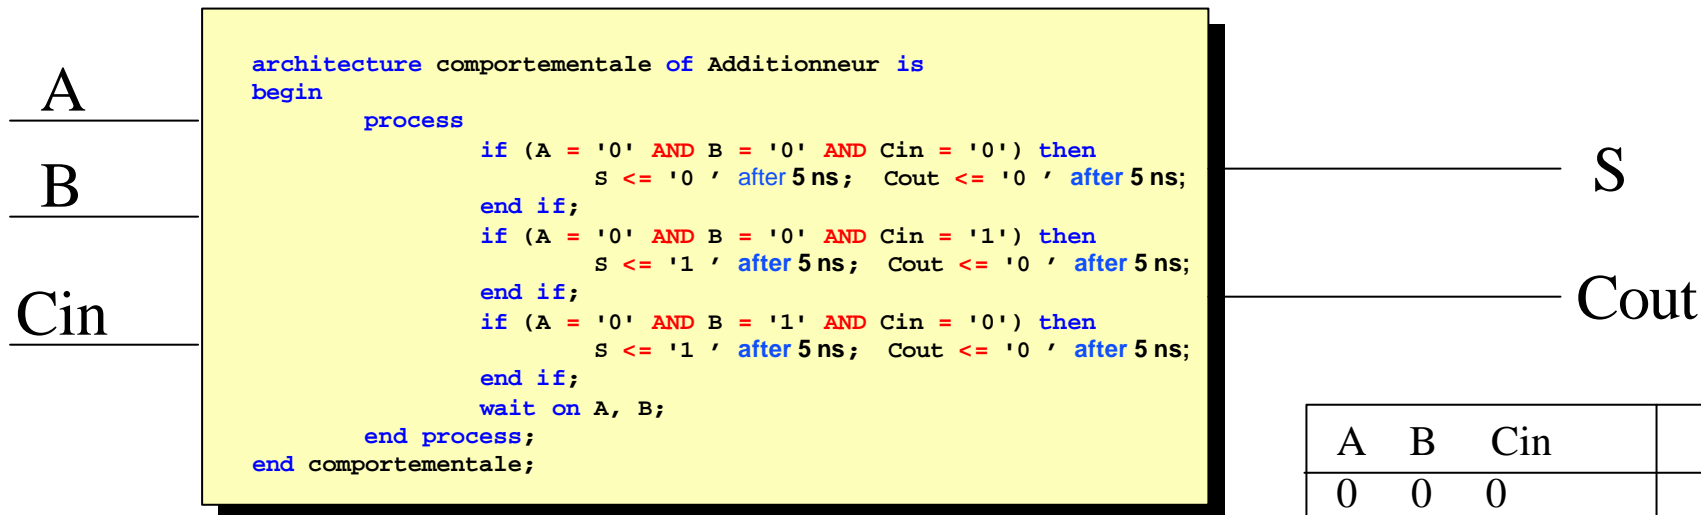 A
B
Cin
architecture comportementale of Additionneur is
begin
process
if (A = '0' AND B = '0' AND Cin = '0') then
S <= '0 ’ after 5 ns; Cout <= '0 ’ after 5 ns;
end if;
if (A = '0' AND B = '0' AND Cin = '1') then
S <= '1 ’ after 5 ns; Cout <= '0 ’ after 5 ns;
end if;
if (A = '0' AND B = '1' AND Cin = '0') then
S <= '1 ’ after 5 ns; Cout <= '0 ’ after 5 ns;
end if;
wait on A, B;
end process;
end comportementale;
S
Cout
A B Cin
0 0 0